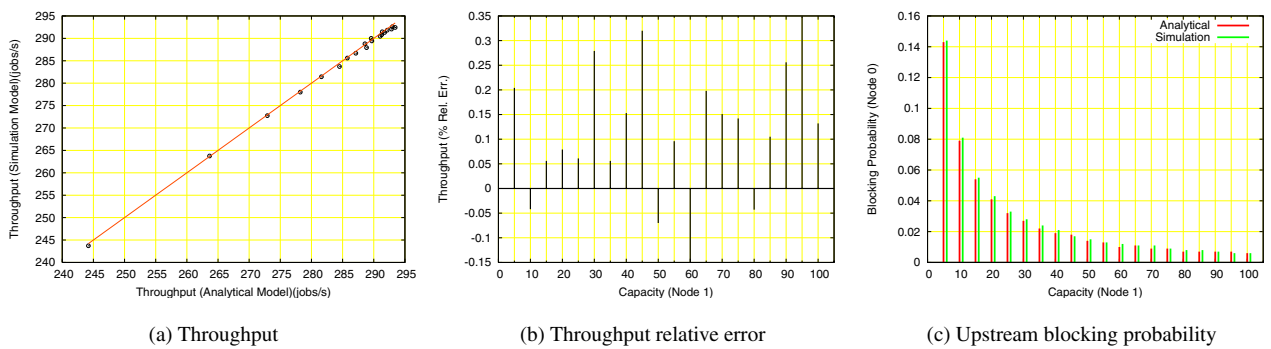 Throughput (Simulation Model)(jobs/s)
295
290
285
280
275
270
265
260
255
250
245
240
240 245 250 255 260 265 270 275 280 285 290 295
Throughput (Analytical Model)(jobs/s)
(a) Throughput
Throughput (% Rel. Err.)
0.35
0.3
0.25
0.2
0.15
0.1
0.05
0
-0.05
-0.1
-0.15
0 10 20 30 40 50 60 70 80 90 100
Capacity (Node 1)
(b) Throughput relative error
Blocking Probability (Node 0)
0.16
0.14
0.12
0.1
0.08
0.06
0.04
0.02
0
Analytical
Simulation
0 10 20 30 40 50 60 70 80 90 100
Capacity (Node 1)
(c) Upstream blocking probability